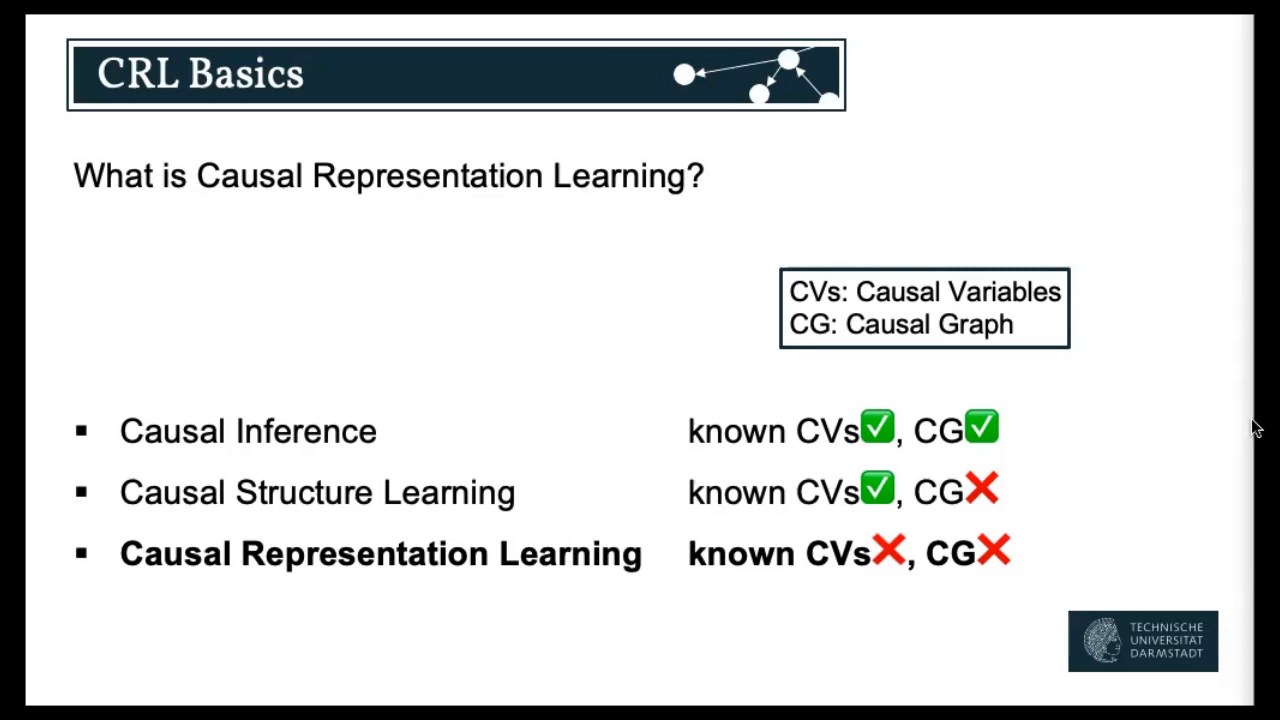 CRL Basics
What is Causal Representation Learning?
CVs: Causal Variables
CG: Causal Graph
▪ Causal Inference known CVs✅, CG✅
▪ Causal Structure Learning known CVs✅, CG❌
▪ Causal Representation Learning known CVs❌, CG❌
TECHNISCHE
UNIVERSITÄT
DARMSTADT